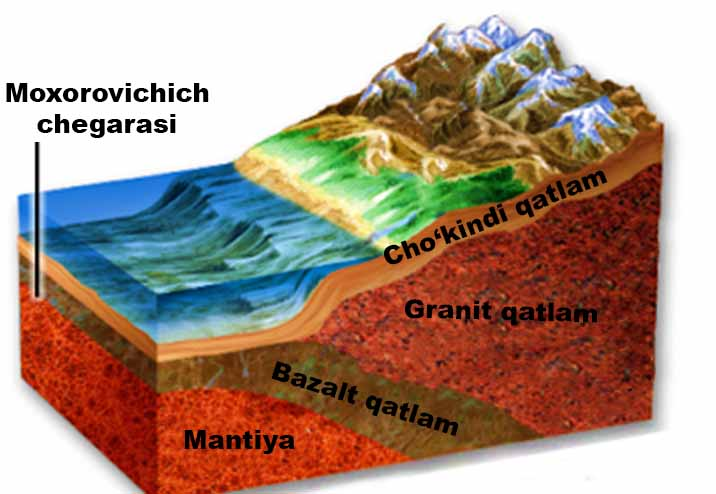 Moxorovichich
chegarasi
Cho‘kindi qatlam
Granit qatlam
Bazalt qatlam
Mantiya